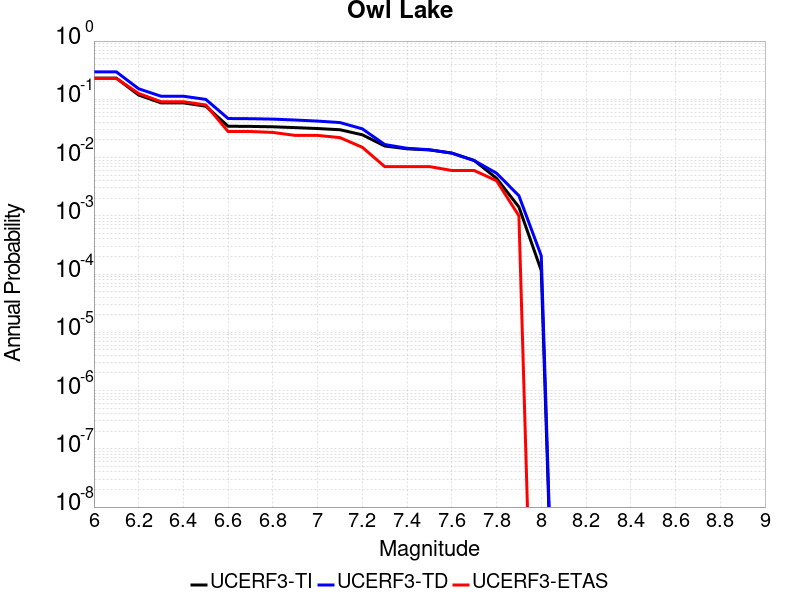 Owl Lake
10^0
10^-1
10^-2
10^-3
10^-4
10^-5
10^-6
10^-7
10^-8
Annual Probability
6 6.2 6.4 6.6 6.8 7 7.2 7.4 7.6 7.8 8 8.2 8.4 8.6 8.8 9
Magnitude
UCERF3-TI UCERF3-TD UCERF3-ETAS